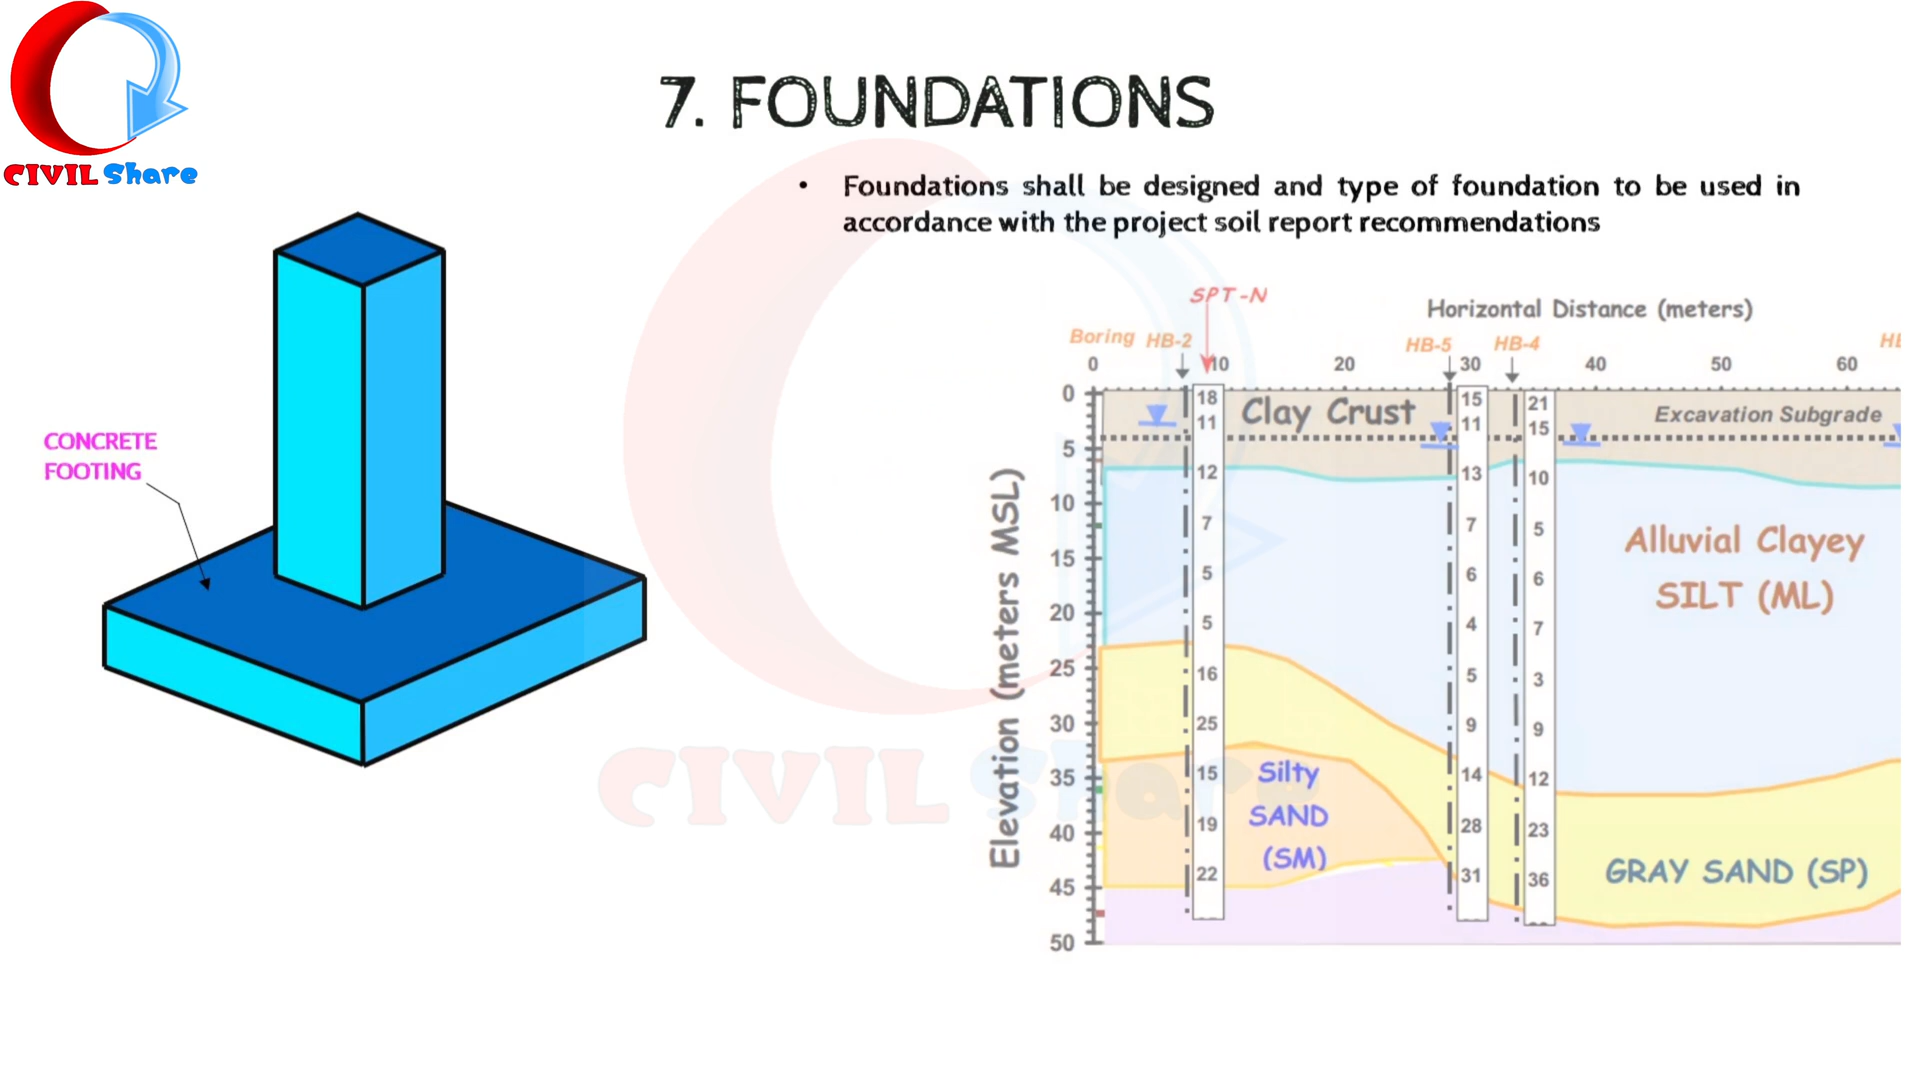 CIVIL Share
7. FOUNDATIONS
• Foundations shall be designed and type of foundation to be used in
accordance with the project soil report recommendations
CONCRETE
FOOTING
SPT-N
Horizontal Distance (meters)
Boring HB-2 HB-5 HB-4
0 10 20 30 40 50 60
Elevation (meters MSL)
0
5
10
15
20
25
30
35
40
45
50
Clay Crust
Excavation Subgrade
Alluvial Clayey
SILT (ML)
Silty
SAND
(SM)
GRAY SAND (SP)
18
11
12
7
5
5
16
25
15
19
22
15
11
13
7
6
4
5
9
14
28
31
21
15
10
5
6
7
3
9
12
23
36
CIVIL Share